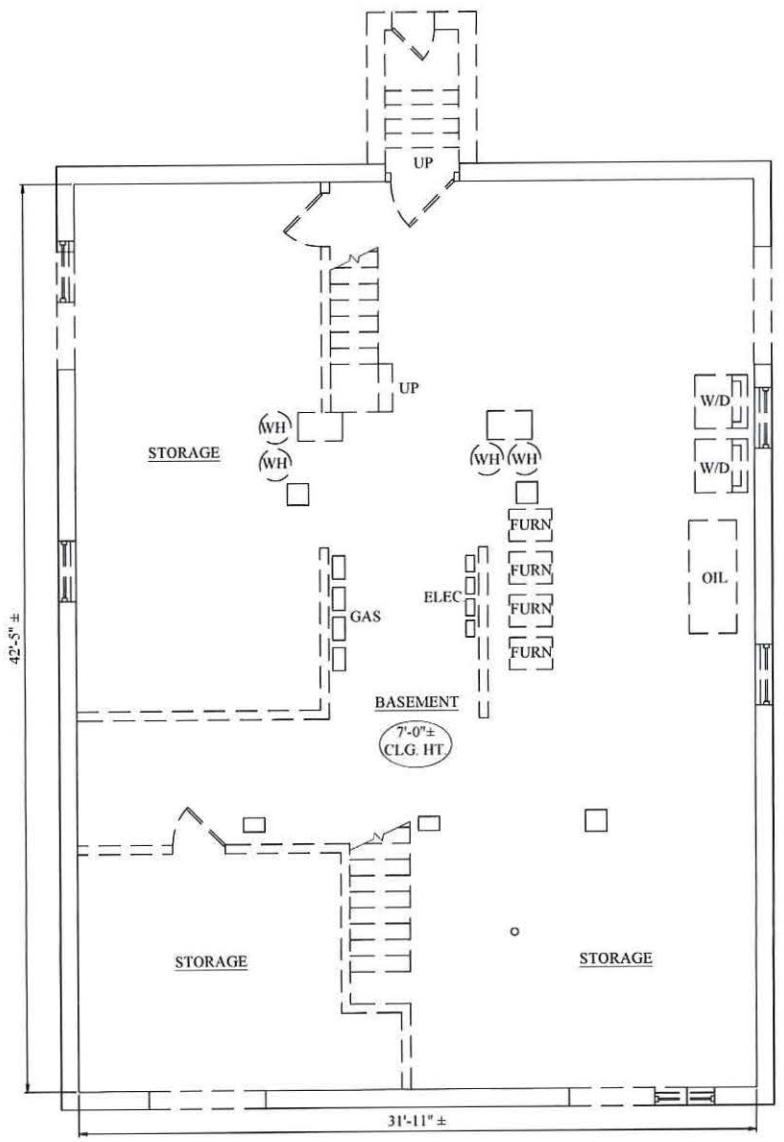 UP
UP
W/D
WH
WH
STORAGE
WH
WH
W/D
FURN
FURN
OIL
ELEC
GAS
FURN
FURN
42'-5" ±
BASEMENT
7'-0"±
CLG. HT.
STORAGE
STORAGE
31'-11" ±